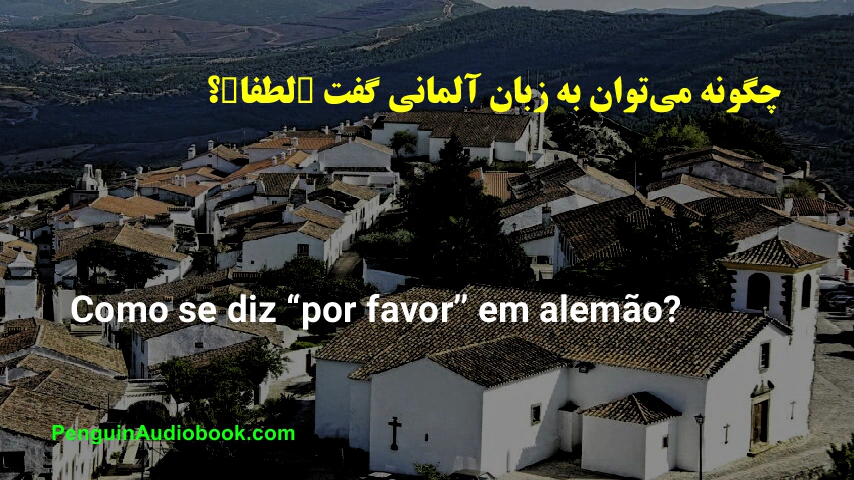 چگونه می‌توان به زبان آلمانی گفت ▯لطفا▯؟
Como se diz “por favor” em alemão?
PenguinAudiobook.com